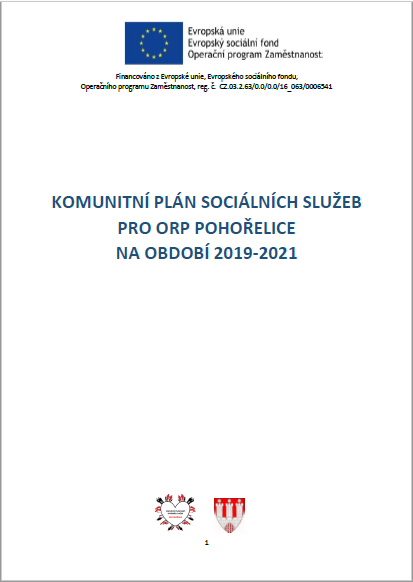 Evropská unie
Evropský sociální fond
Operační program Zaměstnanost
Financováno z Evropské unie, Evropského sociálního fondu,
Operačního programu Zaměstnanost, reg. č. CZ.03.2.63/0.0/0.0/16_063/0006541
KOMUNITNÍ PLÁN SOCIÁLNÍCH SLUŽEB
PRO ORP POHOŘELICE
NA OBDOBÍ 2019-2021
1